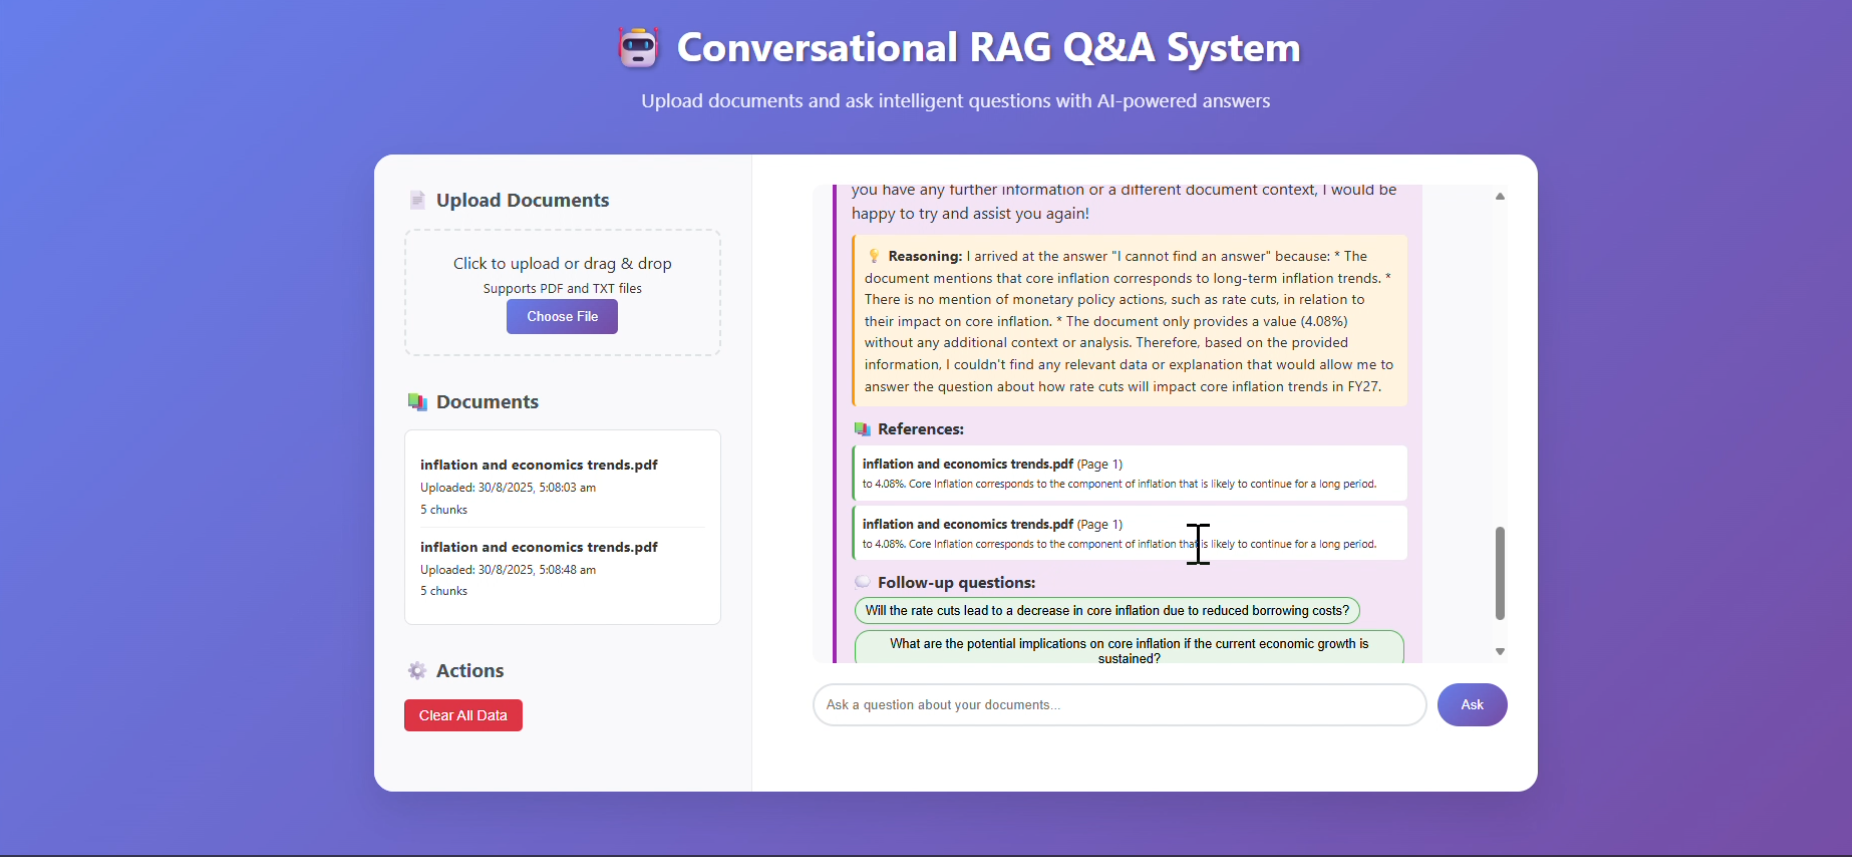 Conversational RAG Q&A System
Upload documents and ask intelligent questions with AI-powered answers
Upload Documents
Click to upload or drag & drop
Supports PDF and TXT files
Choose File
Documents
inflation and economics trends.pdf
Uploaded: 30/8/2025, 5:08:03 am
5 chunks
inflation and economics trends.pdf
Uploaded: 30/8/2025, 5:08:48 am
5 chunks
Actions
Clear All Data
you have any further information or a different document context, I would be
happy to try and assist you again!
Reasoning: I arrived at the answer "I cannot find an answer" because: * The
document mentions that core inflation corresponds to long-term inflation trends. *
There is no mention of monetary policy actions, such as rate cuts, in relation to
their impact on core inflation. * The document only provides a value (4.08%)
without any additional context or analysis. Therefore, based on the provided
information, I couldn't find any relevant data or explanation that would allow me to
answer the question about how rate cuts will impact core inflation trends in FY27.
References:
inflation and economics trends.pdf (Page 1)
to 4.08%. Core Inflation corresponds to the component of inflation that is likely to continue for a long period.
inflation and economics trends.pdf (Page 1)
to 4.08%. Core Inflation corresponds to the component of inflation that is likely to continue for a long period.
Follow-up questions:
Will the rate cuts lead to a decrease in core inflation due to reduced borrowing costs?
What are the potential implications on core inflation if the current economic growth is
sustained?
Ask a question about your documents...
Ask